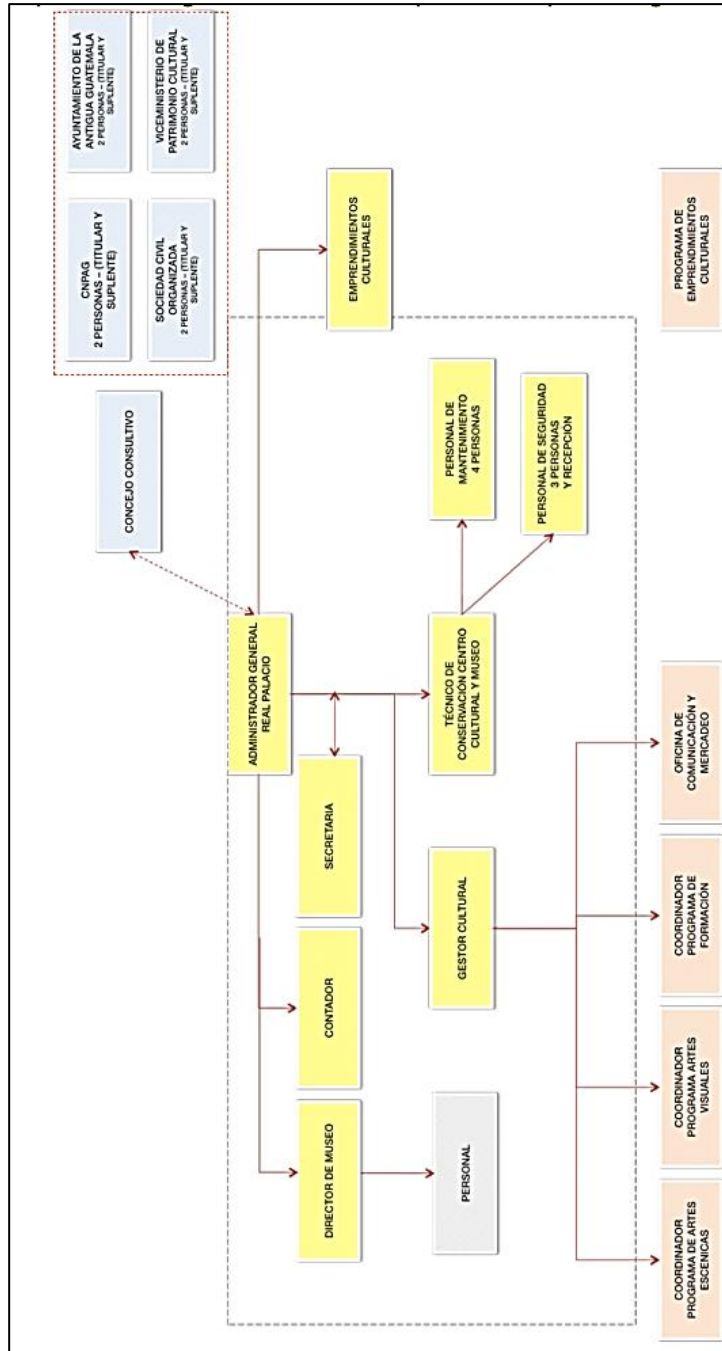 CONCEJO CONSULTIVO
CNPAG
2 PERSONAS – (TITULAR Y
SUPLENTE)
AYUNTAMIENTO DE LA
ANTIGUA GUATEMALA
2 PERSONAS – (TITULAR Y
SUPLENTE)
SOCIEDAD CIVIL
ORGANIZADA
2 PERSONAS – (TITULAR Y
SUPLENTE)
VICEMINISTERIO DE
PATRIMONIO CULTURAL
2 PERSONAS – (TITULAR Y
SUPLENTE)
ADMINISTRADOR GENERAL
REAL PALACIO
DIRECTOR DE MUSEO
CONTADOR
SECRETARIA
EMPRENDIMIENTOS
CULTURALES
PERSONAL
GESTOR CULTURAL
TÉCNICO DE
CONSERVACIÓN CENTRO
CULTURAL Y MUSEO
PERSONAL DE
MANTENIMIENTO
4 PERSONAS
PERSONAL DE SEGURIDAD
3 PERSONAS
Y RECEPCIÓN
COORDINADOR
PROGRAMA DE ARTES
ESCENICAS
COORDINADOR
PROGRAMA ARTES
VISUALES
COORDINADOR
PROGRAMA DE
FORMACIÓN
OFICINA DE
COMUNICACIÓN Y
MERCADEO
PROGRAMA DE
EMPRENDIMIENTOS
CULTURALES